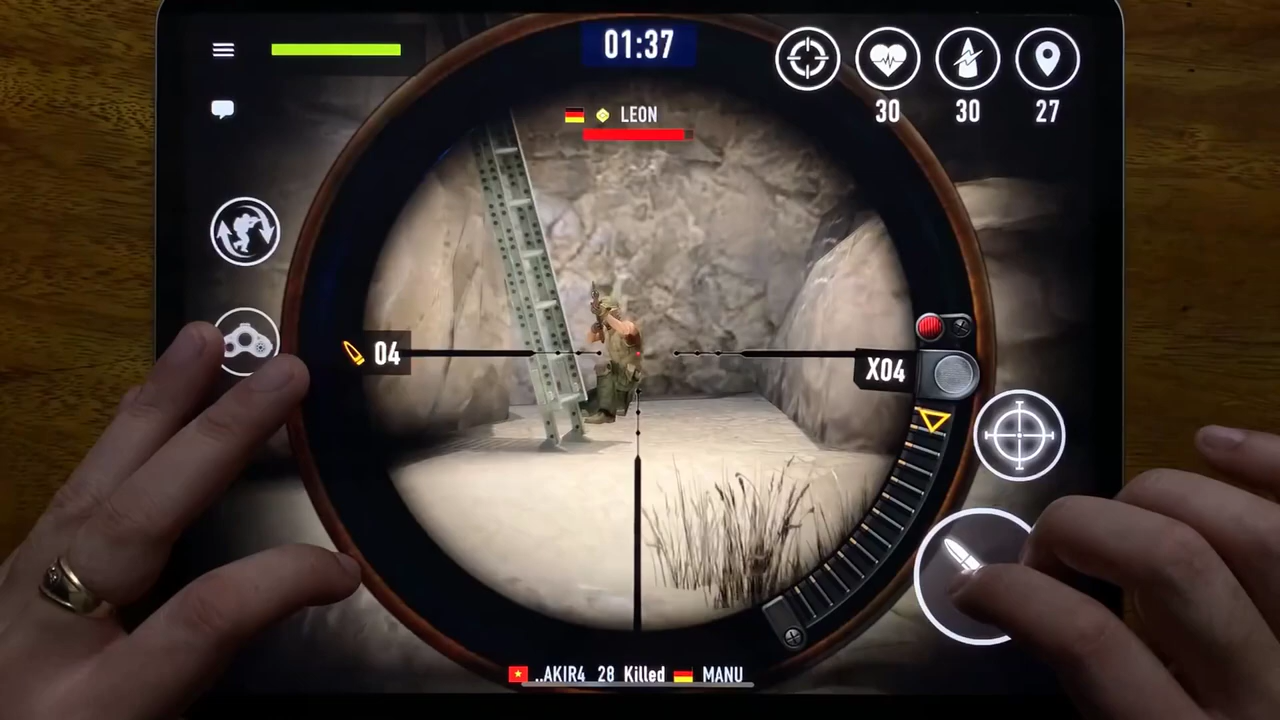 01:37
LEON
30 30 27
04
X04
..AKIR4 28 Killed MANU